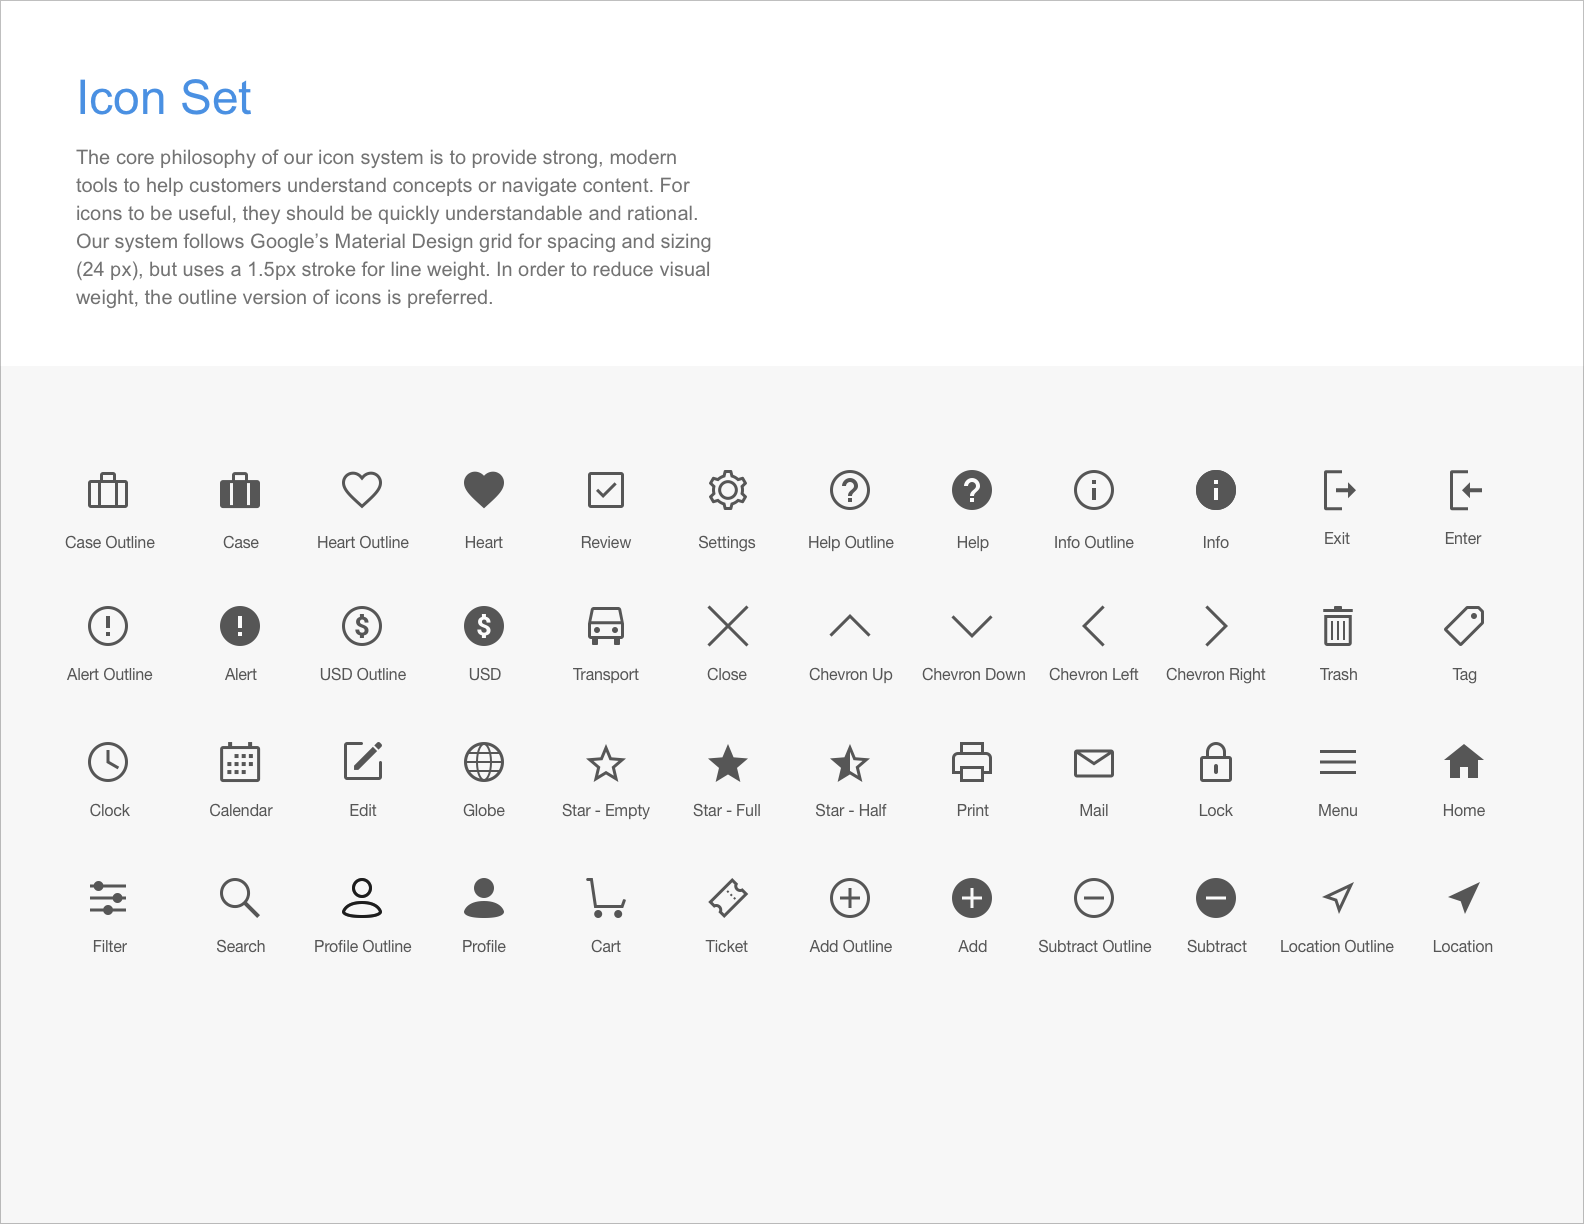 Icon Set
The core philosophy of our icon system is to provide strong, modern
tools to help customers understand concepts or navigate content. For
icons to be useful, they should be quickly understandable and rational.
Our system follows Google’s Material Design grid for spacing and sizing
(24 px), but uses a 1.5px stroke for line weight. In order to reduce visual
weight, the outline version of icons is preferred.
Case Outline Case Heart Outline Heart Review Settings Help Outline Help Info Outline Info Exit Enter
Alert Outline Alert USD Outline USD Transport Close Chevron Up Chevron Down Chevron Left Chevron Right Trash Tag
Clock Calendar Edit Globe Star - Empty Star - Full Star - Half Print Mail Lock Menu Home
Filter Search Profile Outline Profile Cart Ticket Add Outline Add Subtract Outline Subtract Location Outline Location